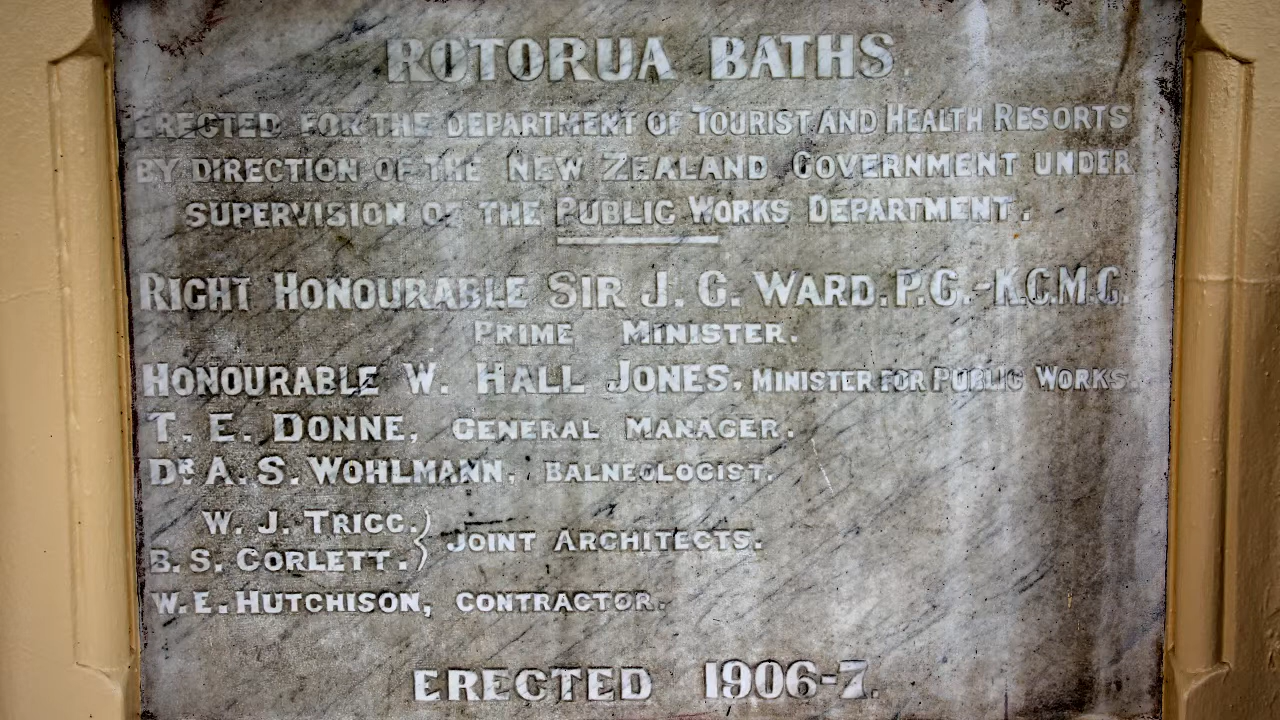 ROTORUA BATHS
ERECTED FOR THE DEPARTMENT OF TOURIST AND HEALTH RESORTS
BY DIRECTION OF THE NEW ZEALAND GOVERNMENT UNDER
SUPERVISION OF THE PUBLIC WORKS DEPARTMENT.
RIGHT HONOURABLE SIR J. G. WARD. P.C.-K.C.M.G.
PRIME MINISTER.
HONOURABLE W. HALL JONES. MINISTER FOR PUBLIC WORKS.
T. E. DONNE, GENERAL MANAGER.
DR. A. S. WOHLMANN, BALNEOLOGIST.
W. J. TRIGG.
B. S. CORLETT. } JOINT ARCHITECTS.
W. E. HUTCHISON, CONTRACTOR.
ERECTED 1906-7.